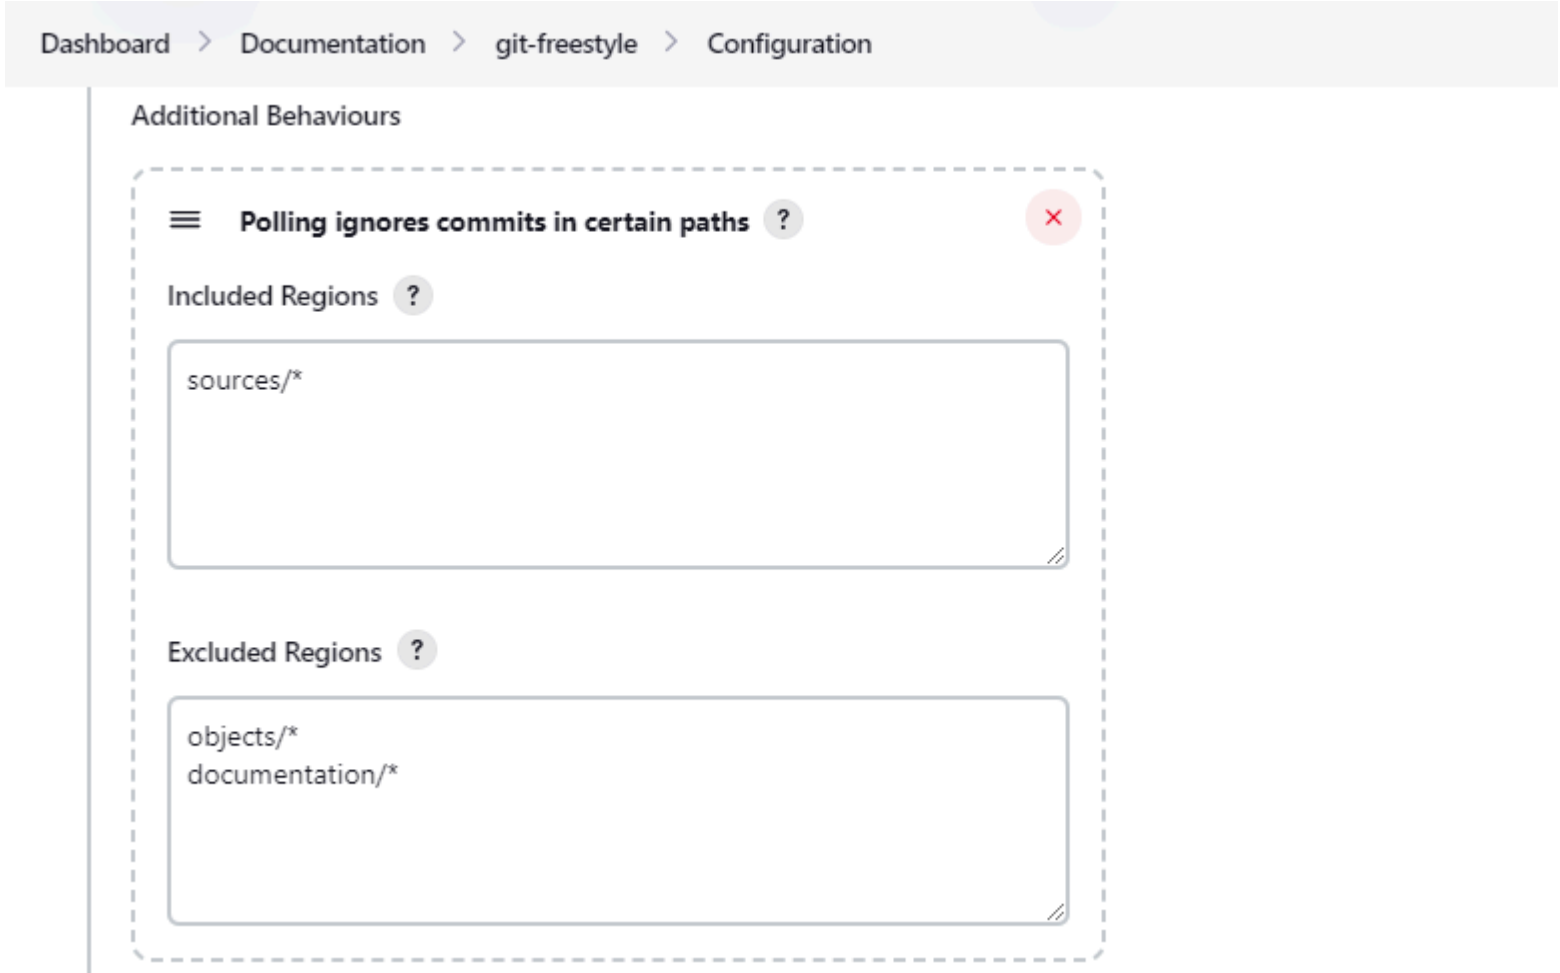 Dashboard > Documentation > git-freestyle > Configuration
Additional Behaviours
Polling ignores commits in certain paths ?
Included Regions ?
sources/*
Excluded Regions ?
objects/*
documentation/*